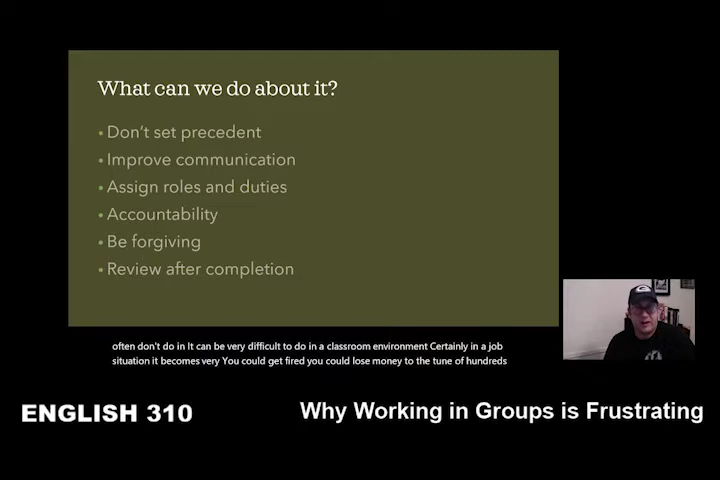 What can we do about it?
• Don't set precedent
• Improve communication
• Assign roles and duties
• Accountability
• Be forgiving
• Review after completion
often don't do in It can be very difficult to do in a classroom environment Certainly in a job
situation it becomes very You could get fired you could lose money to the tune of hundreds
ENGLISH 310
Why Working in Groups is Frustrating